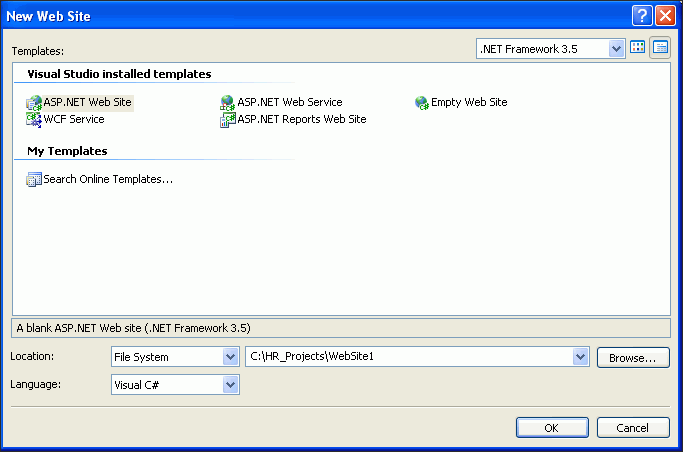 New Web Site
Templates:
.NET Framework 3.5
Visual Studio installed templates
ASP.NET Web Site
ASP.NET Web Service
Empty Web Site
WCF Service
ASP.NET Reports Web Site
My Templates
Search Online Templates...
A blank ASP.NET Web site (.NET Framework 3.5)
Location:
File System
C:\HR_Projects\WebSite1
Browse...
Language:
Visual C#
OK
Cancel